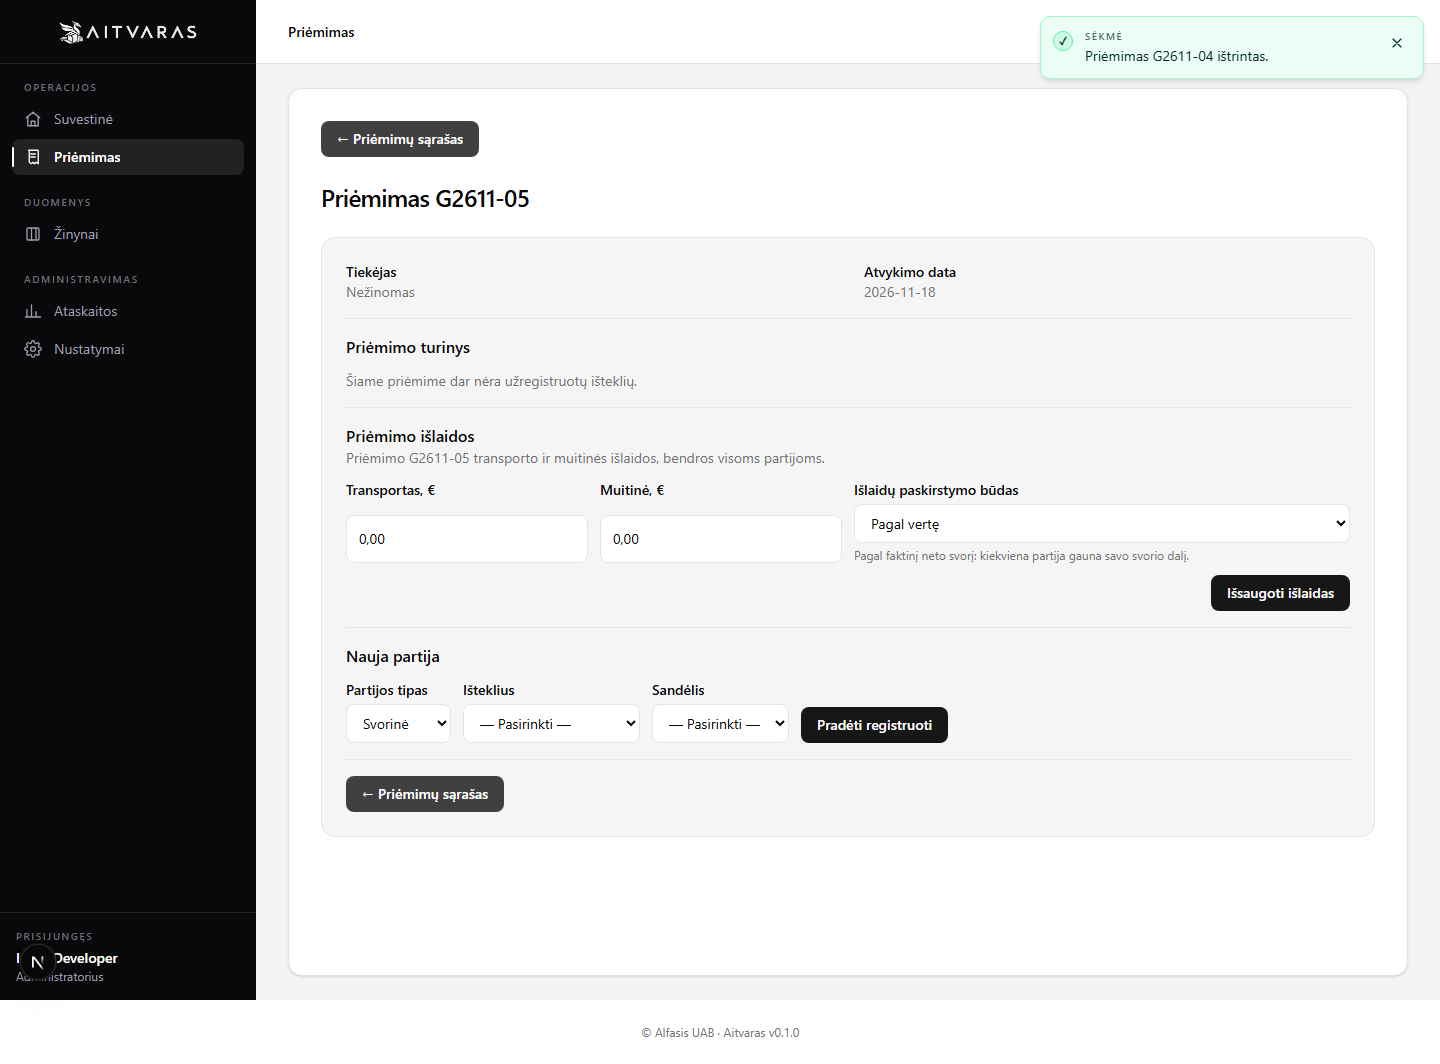 AITVARAS
Priėmimas
SĖKMĖ
Priėmimas G2611-04 ištrintas.
OPERACIJOS
Suvestinė
Priėmimas
DUOMENYS
Žinynai
ADMINISTRAVIMAS
Ataskaitos
Nustatymai
← Priėmimų sąrašas
Priėmimas G2611-05
Tiekėjas
Atvykimo data
Nežinomas
2026-11-18
Priėmimo turinys
Šiame priėmime dar nėra užregistruotų išteklių.
Priėmimo išlaidos
Priėmimo G2611-05 transporto ir muitinės išlaidos, bendros visoms partijoms.
Transportas, €
Muitinė, €
Išlaidų paskirstymo būdas
0,00
0,00
Pagal vertę
Pagal faktinį neto svorį: kiekviena partija gauna savo svorio dalį.
Išsaugoti išlaidas
Nauja partija
Partijos tipas
Išteklius
Sandėlis
Svorinė
— Pasirinkti —
— Pasirinkti —
Pradėti registruoti
← Priėmimų sąrašas
PRISIJUNGĘS
N
Developer
© Alfasis UAB · Aitvaras v0.1.0